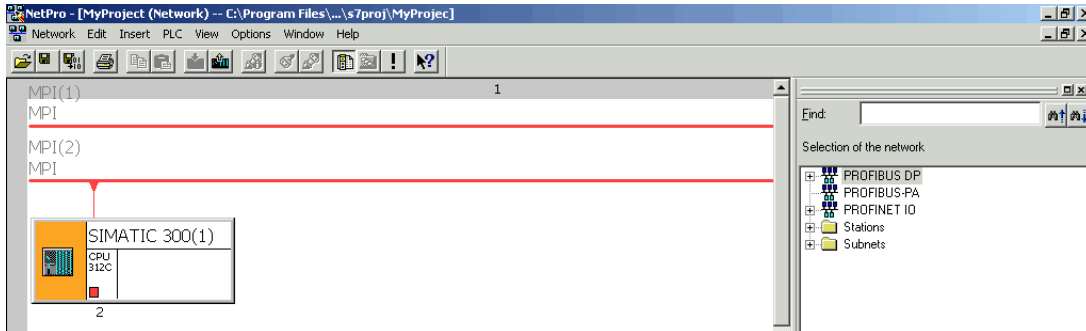 NetPro - [MyProject (Network) -- C:\Program Files\...\s7proj\MyProjec]
Network Edit Insert PLC View Options Window Help
1
MPI(1)
MPI
MPI(2)
MPI
SIMATIC 300(1)
CPU
312C
2
Find:
Selection of the network
PROFIBUS DP
PROFIBUS-PA
PROFINET IO
Stations
Subnets